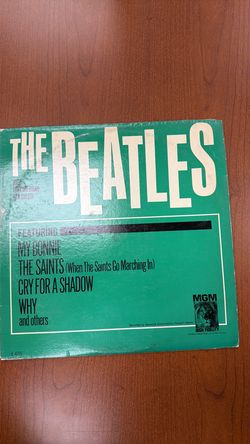 THE BEATLES
FEATURING
MY BONNIE
THE SAINTS (When The Saints Go Marching In)
CRY FOR A SHADOW
WHY
and others
MGM